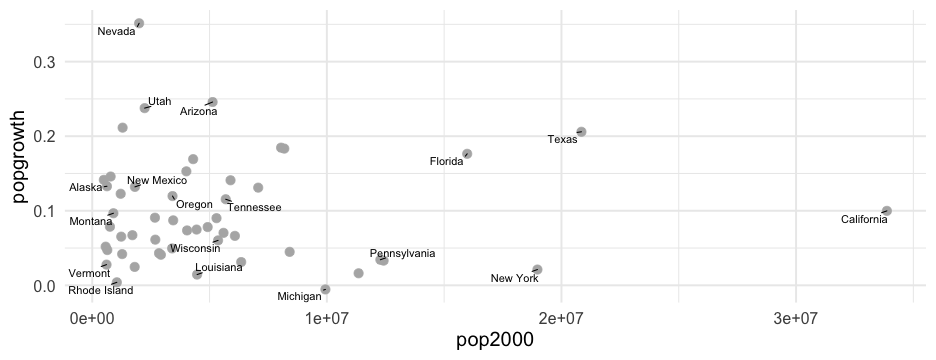 Nevada
0.3
Utah
Arizona
0.2
Texas
Florida
Alaska
New Mexico
Oregon
Tennessee
0.1
Montana
California
Wisconsin
Pennsylvania
Louisiana
Vermont
New York
0.0
Rhode Island
Michigan
popgrowth
0e+00
1e+07
2e+07
3e+07
pop2000